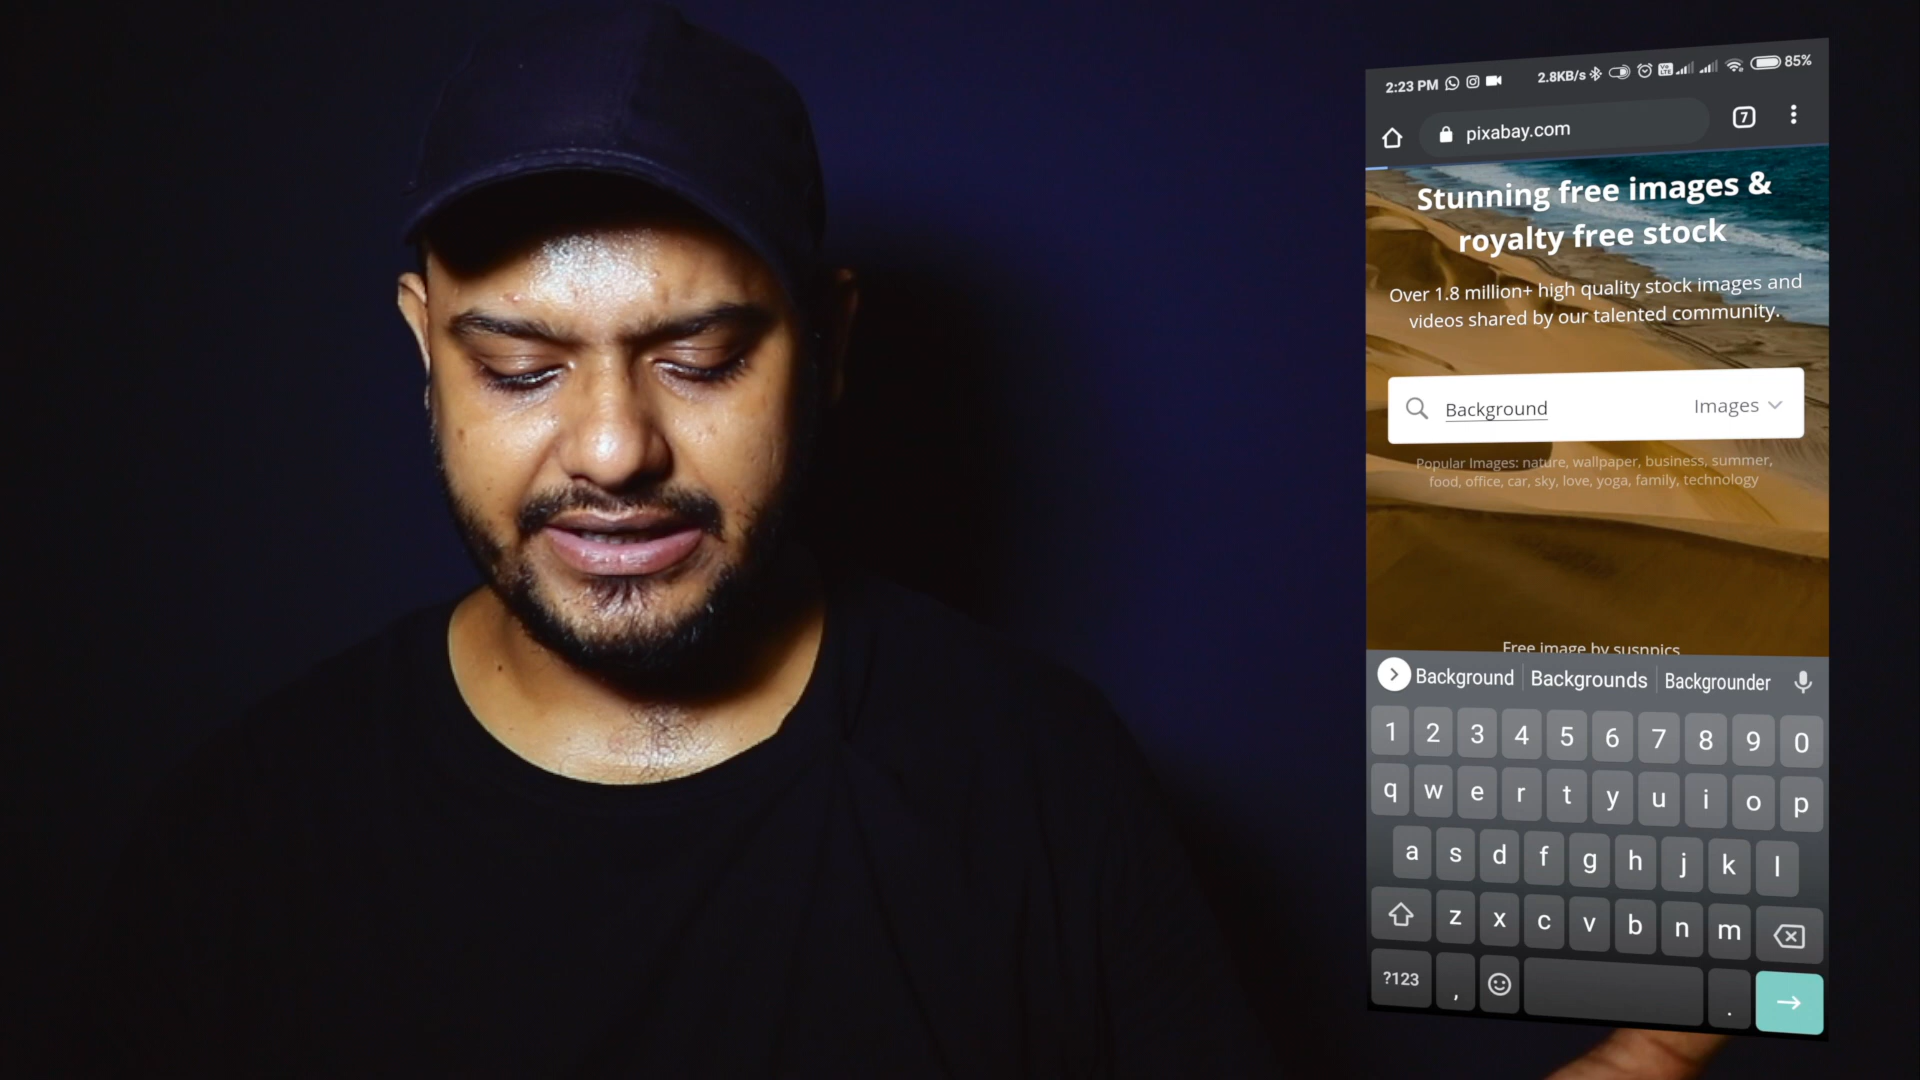 2:23 PM 2.8KB/s 85%
pixabay.com 7
Stunning free images &
royalty free stock
Over 1.8 million+ high quality stock images and
videos shared by our talented community.
Background Images
Popular Images: nature, wallpaper, business, summer,
food, office, car, sky, love, yoga, family, technology
Free image by susnpics
Background Backgrounds Backgrounder
1 2 3 4 5 6 7 8 9 0
q w e r t y u i o p
a s d f g h j k l
z x c v b n m
?123 , .